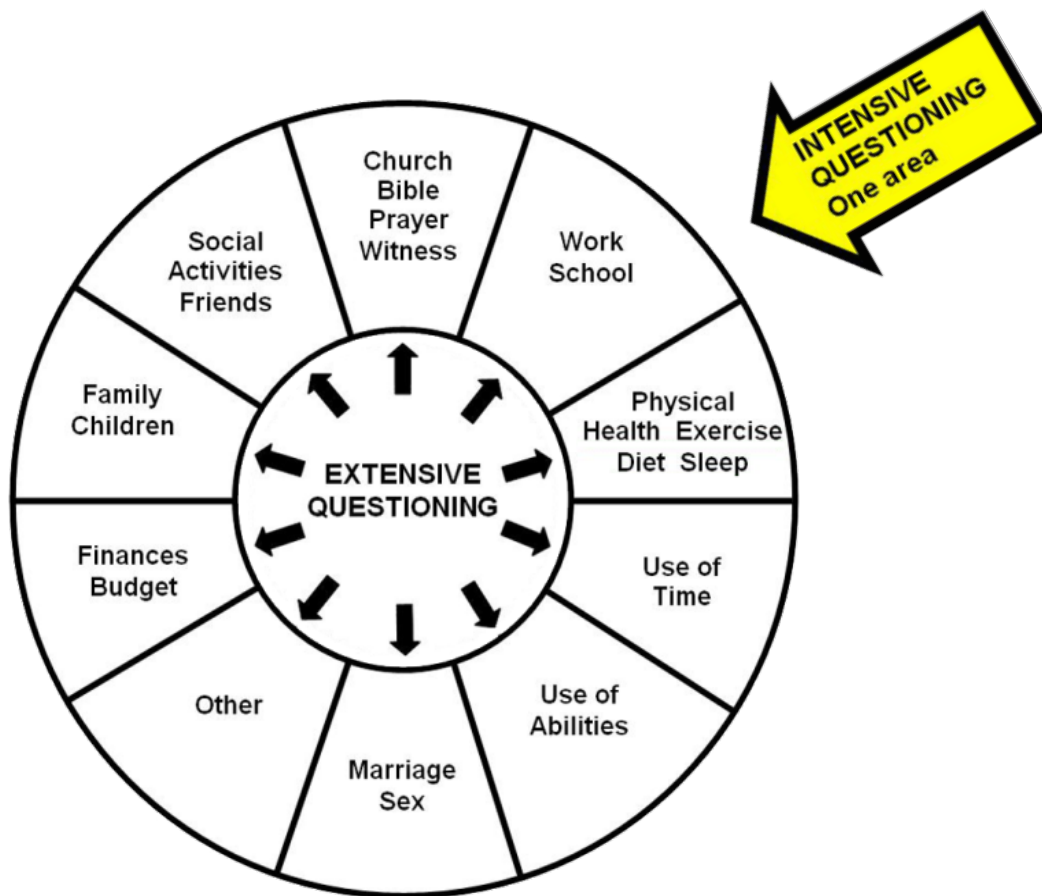 INTENSIVE
QUESTIONING
One area
Church
Bible
Prayer
Witness
Work
School
Physical
Health Exercise
Diet Sleep
Use of
Time
Use of
Abilities
Marriage
Sex
Other
Finances
Budget
Family
Children
Social
Activities
Friends
EXTENSIVE
QUESTIONING